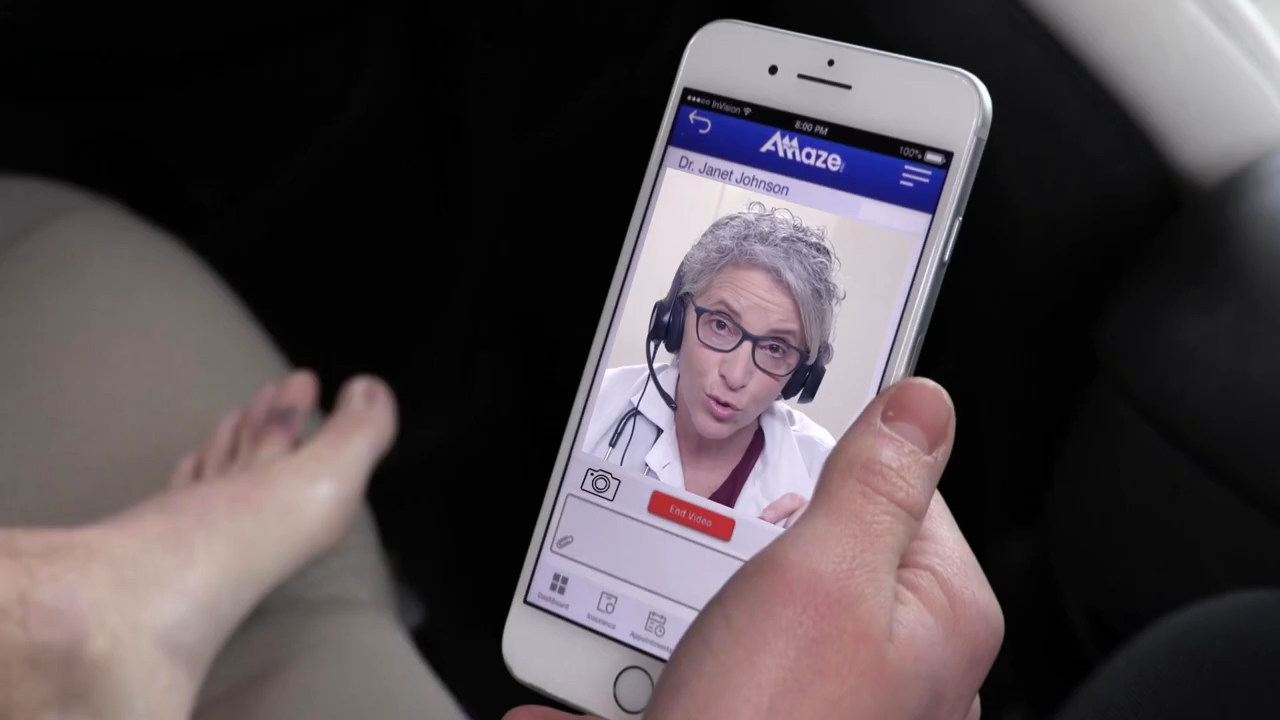 InVision
8:00 PM
100%
AMaze
Dr. Janet Johnson
End Video
Dashboard
Insurance